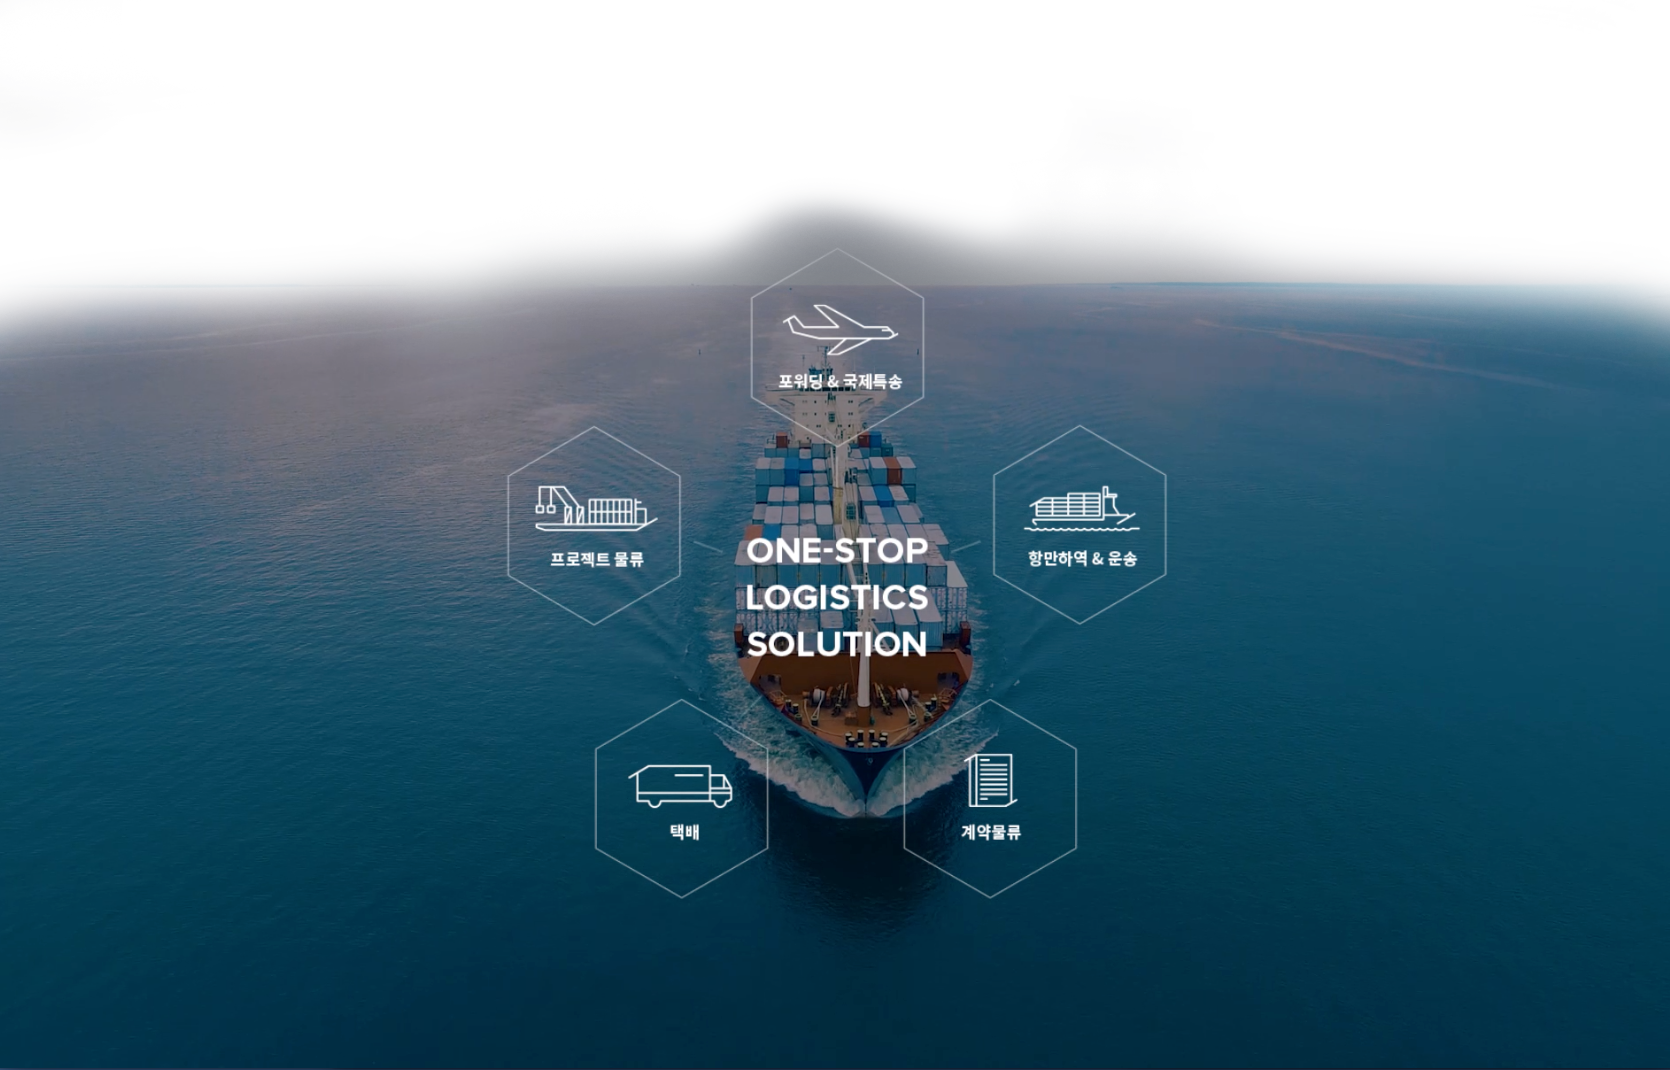 포워딩 & 국제특송
프로젝트 물류
항만하역 & 운송
ONE-STOP
LOGISTICS
SOLUTION
택배
계약물류